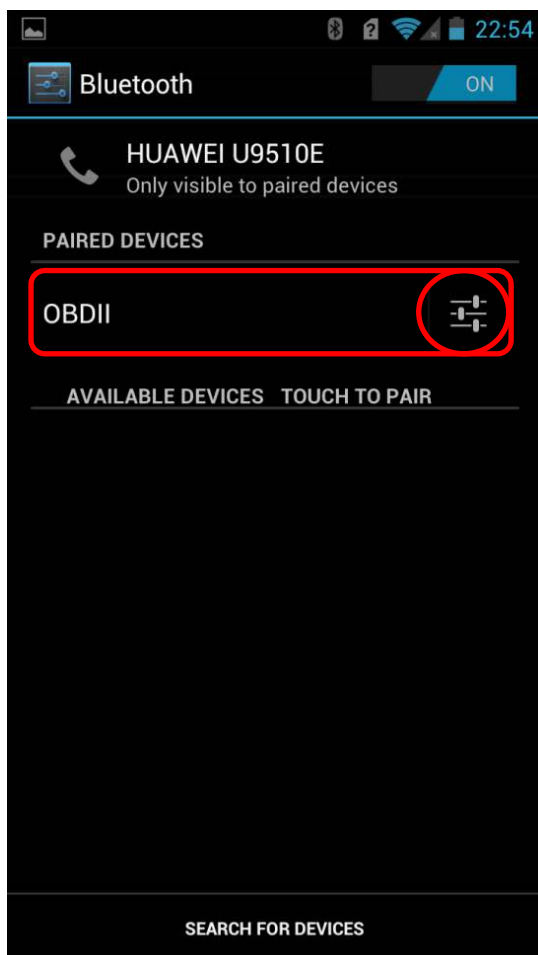 22:54
Bluetooth ON
HUAWEI U9510E
Only visible to paired devices
PAIRED DEVICES
OBDII
AVAILABLE DEVICES TOUCH TO PAIR
SEARCH FOR DEVICES